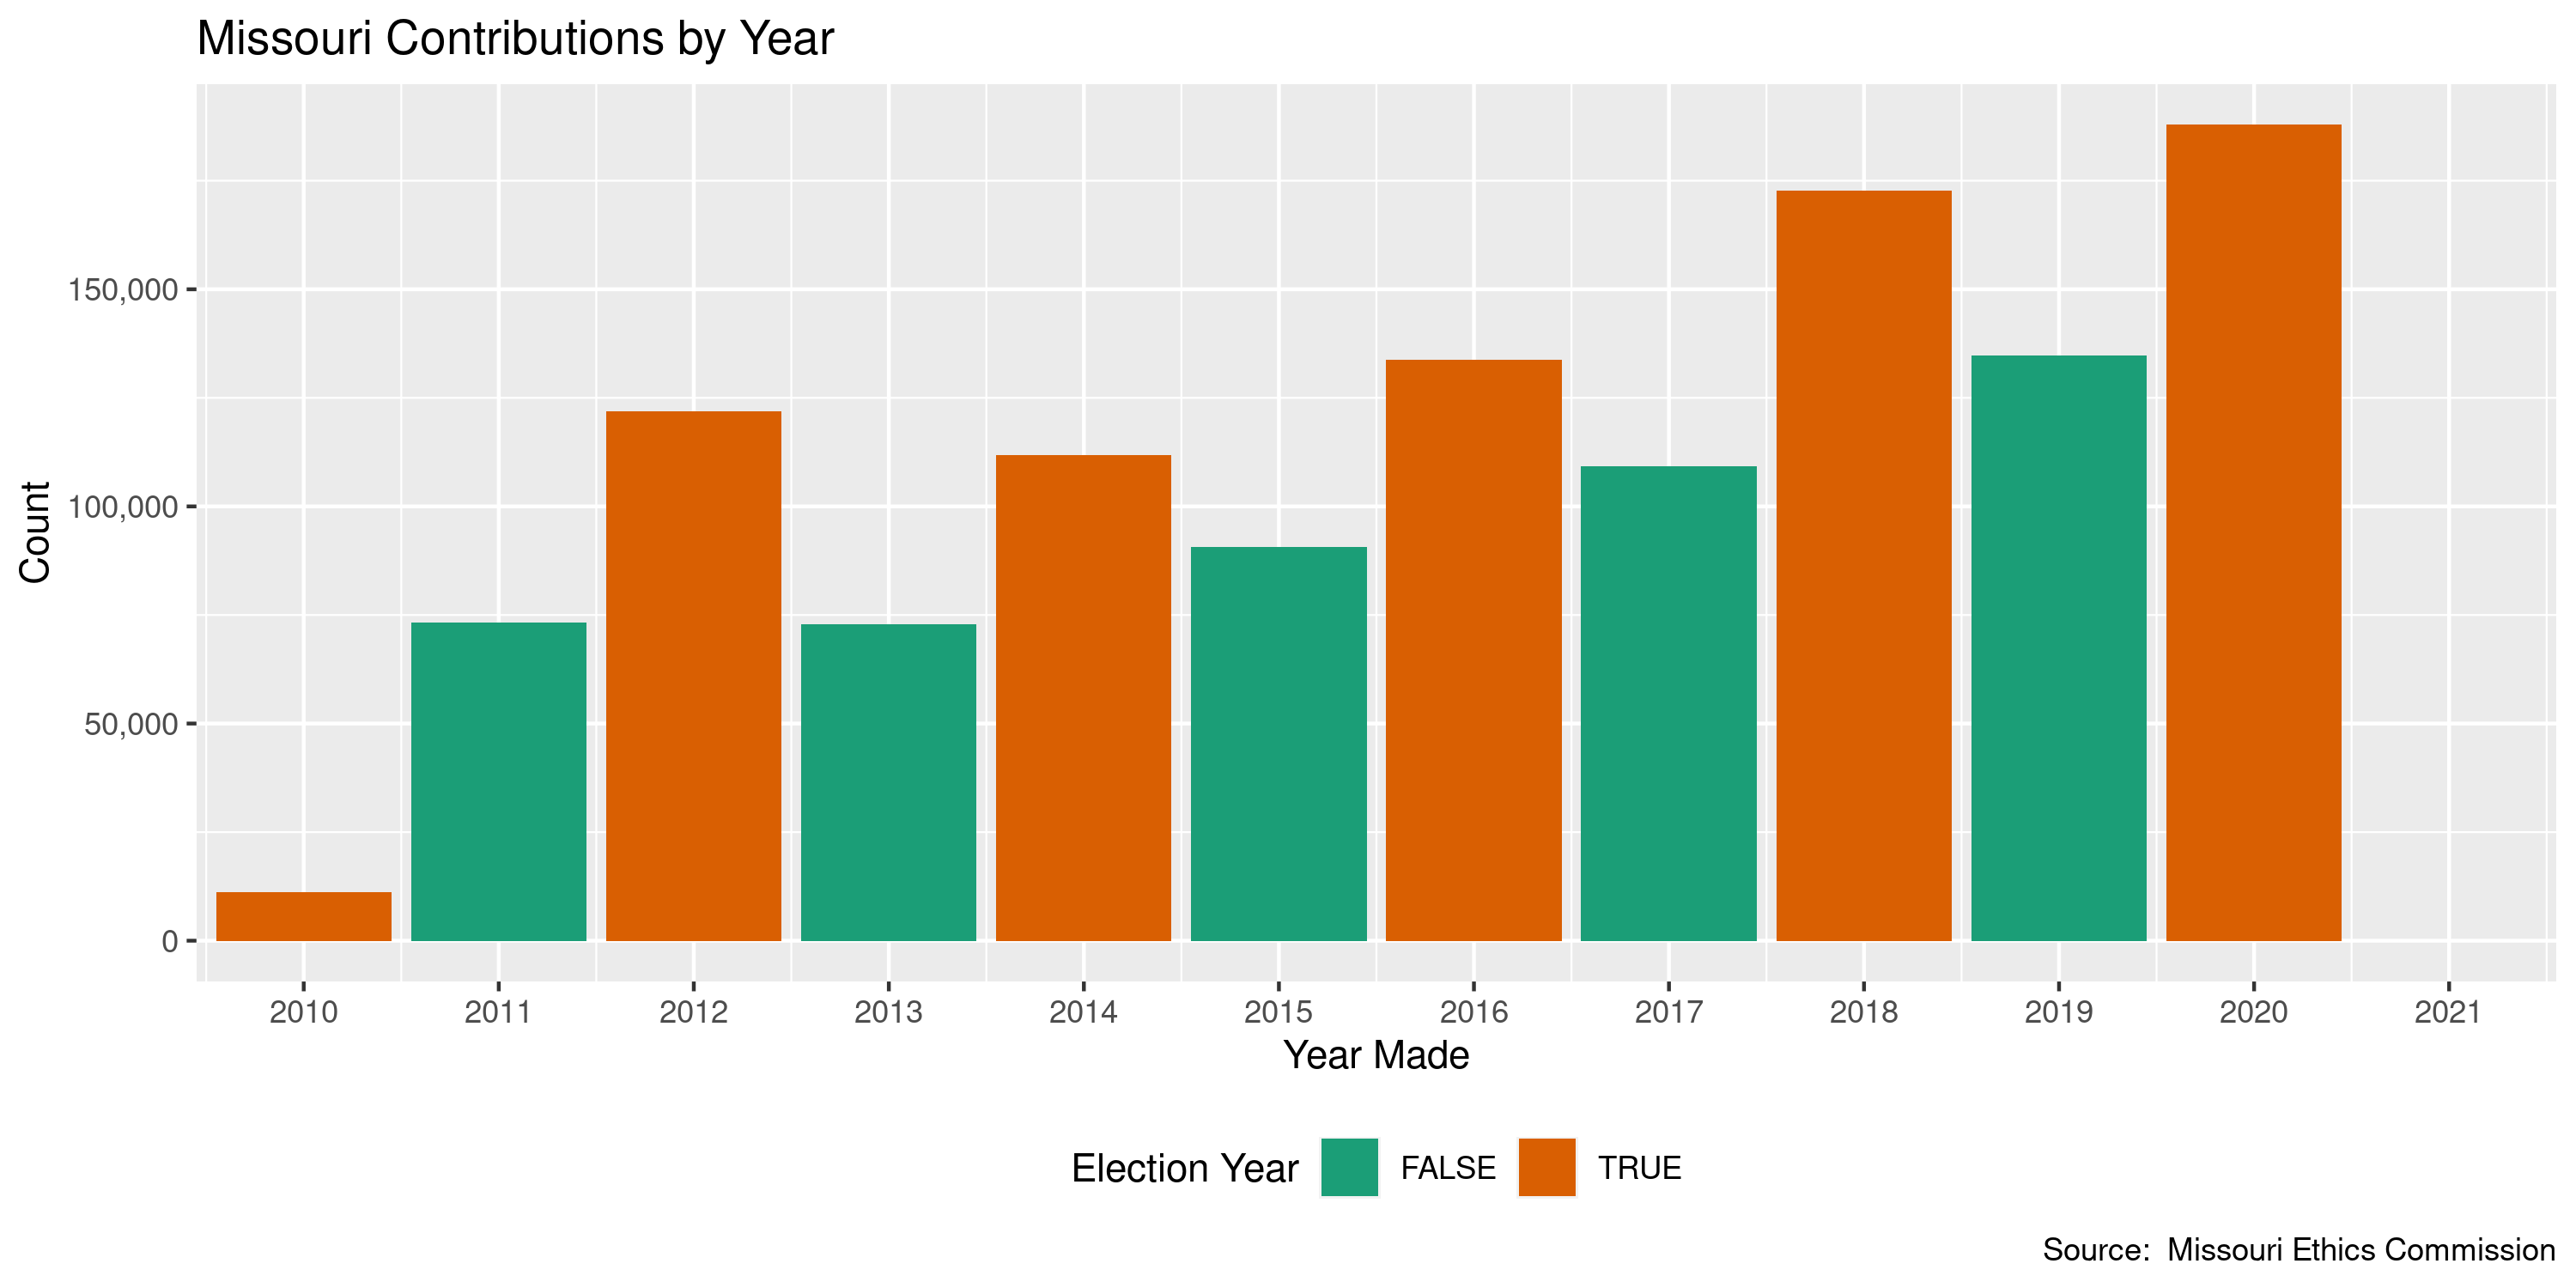 Missouri Contributions by Year
Count
150,000
100,000
50,000
0
2010 2011 2012 2013 2014 2015 2016 2017 2018 2019 2020 2021
Year Made
Election Year FALSE TRUE
Source:  Missouri Ethics Commission